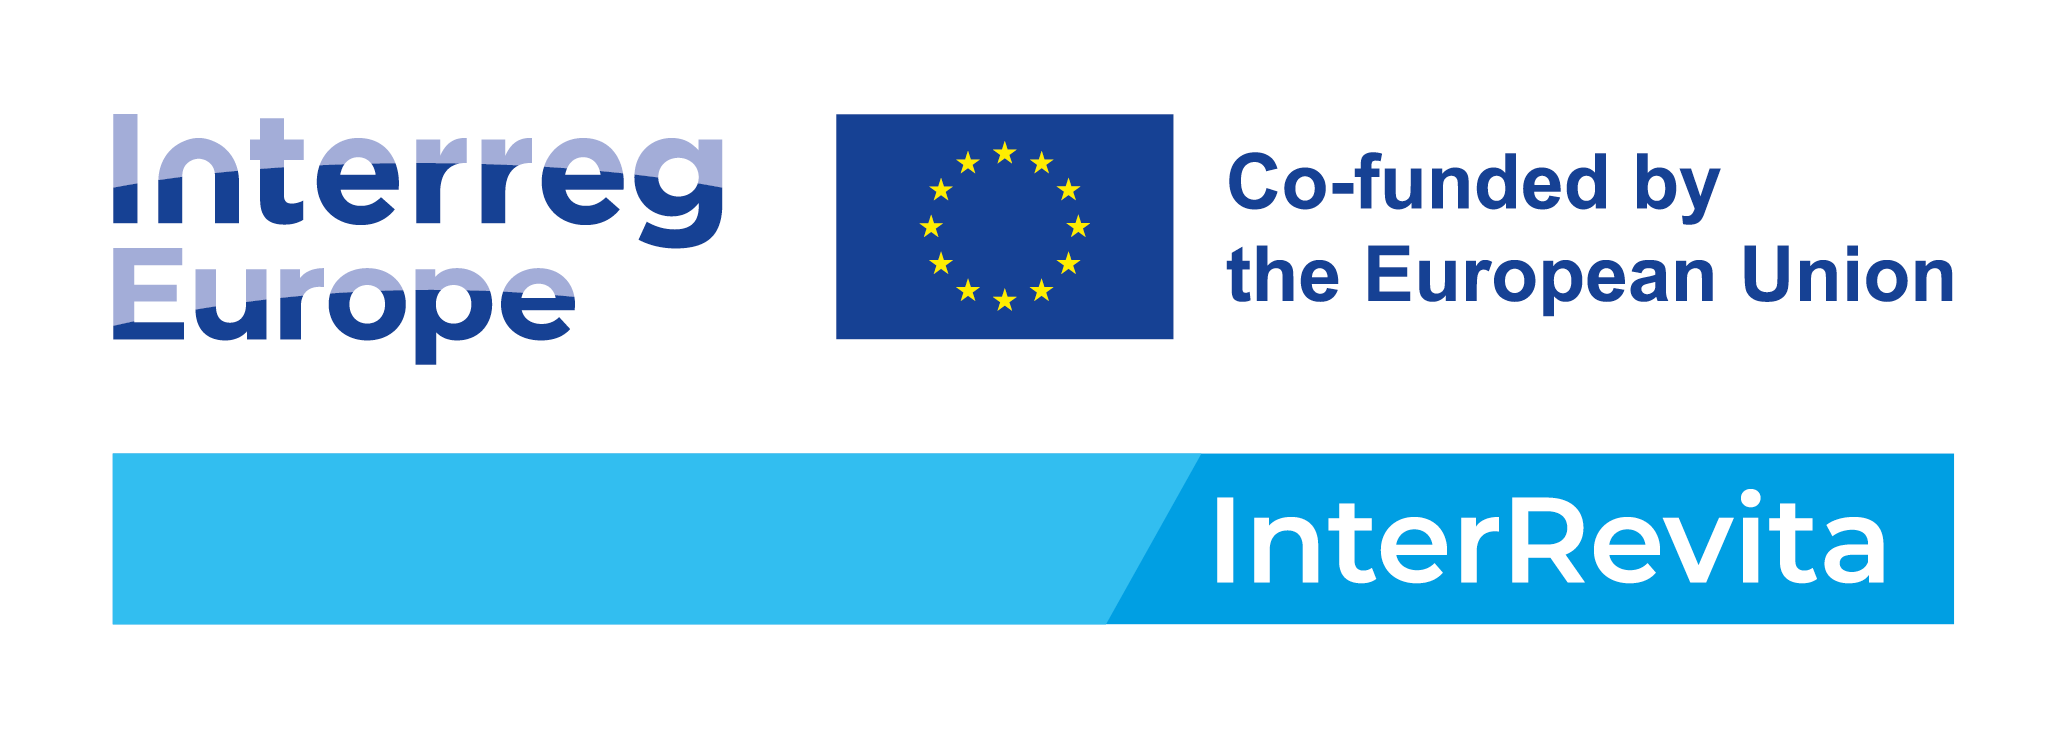 Interreg
Europe
Co-funded by
the European Union
InterRevita